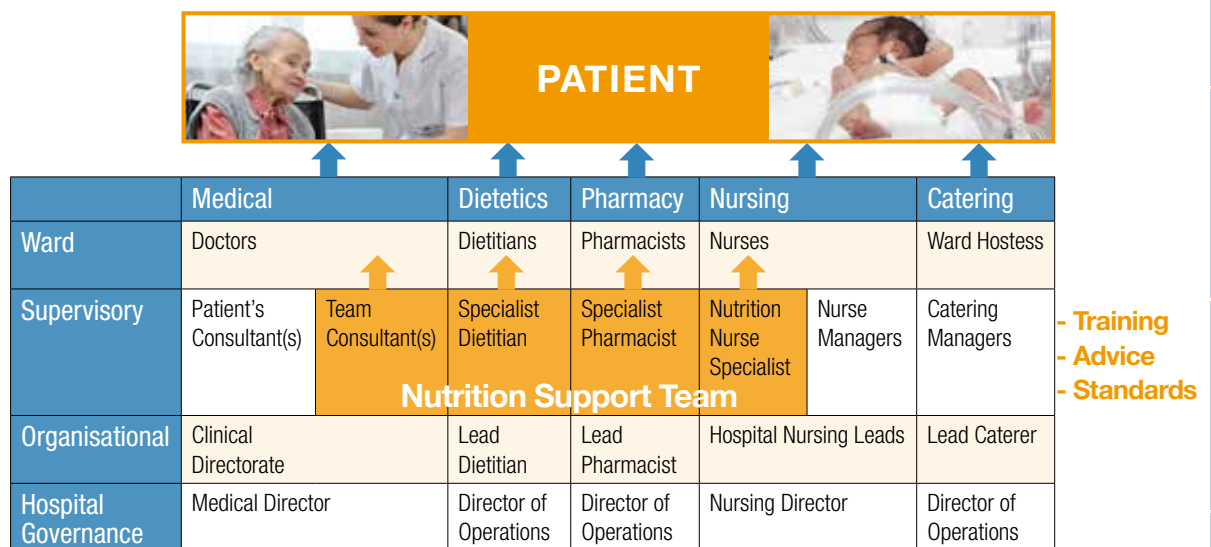 PATIENT
Medical Dietetics Pharmacy Nursing Catering
Ward Doctors Dietitians Pharmacists Nurses Ward Hostess
Supervisory Patient's Team Specialist Specialist Nutrition Nurse Catering
Consultant(s) Consultant(s) Dietitian Pharmacist Nurse Managers Managers
Specialist
- Training
- Advice
- Standards
Nutrition Support Team
Organisational Clinical Lead Lead Hospital Nursing Leads Lead Caterer
Directorate Dietitian Pharmacist
Hospital Medical Director Director of Director of Nursing Director Director of
Governance Operations Operations Operations